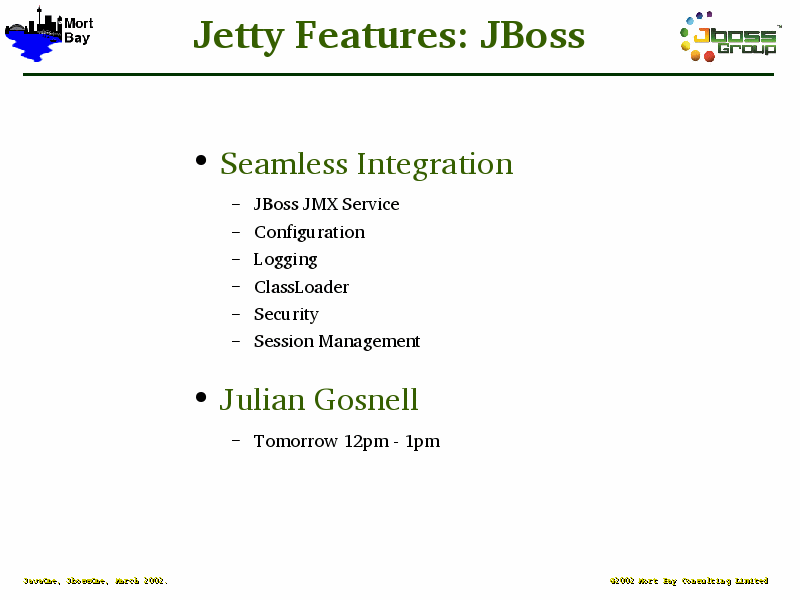 Mort
Bay
Jetty Features: JBoss
Jboss
Group
™
• Seamless Integration
– JBoss JMX Service
– Configuration
– Logging
– ClassLoader
– Security
– Session Management
• Julian Gosnell
– Tomorrow 12pm - 1pm
JavaOne, JbossOne, March 2002.
©2002 Mort Bay Consulting Limited